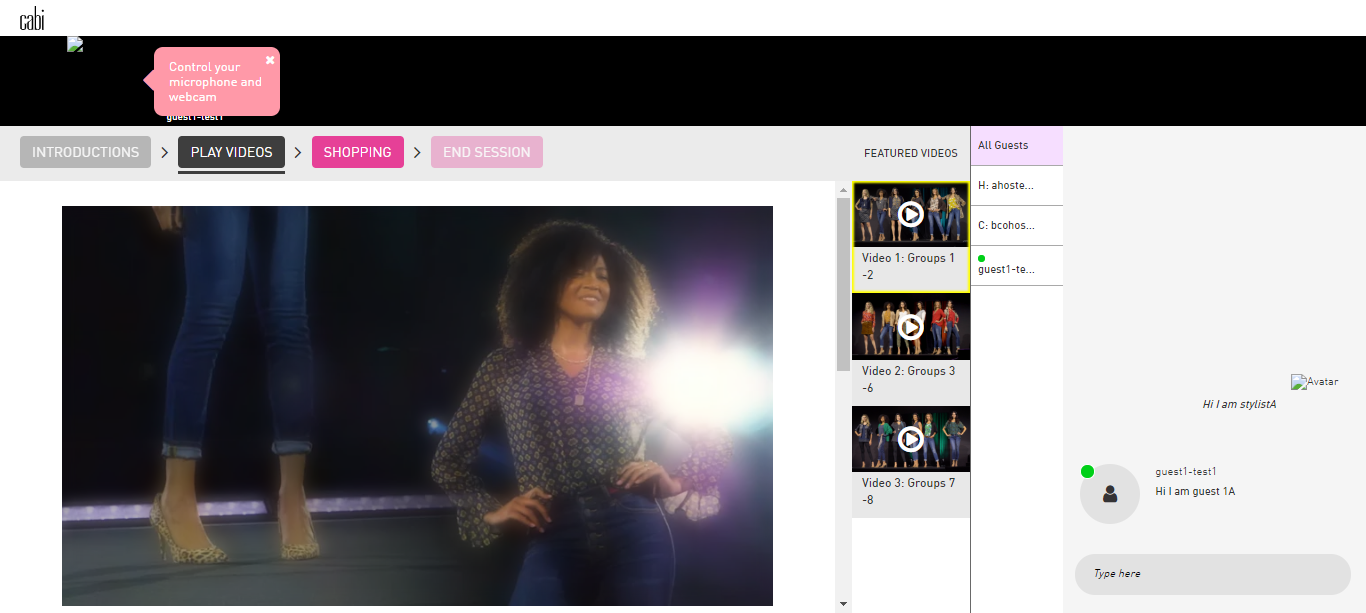 cabi
Control your
microphone and
webcam
guest1-test1
INTRODUCTIONS
PLAY VIDEOS
SHOPPING
END SESSION
FEATURED VIDEOS
Video 1: Groups 1
-2
Video 2: Groups 3
-6
Video 3: Groups 7
-8
All Guests
H: ahoste...
C: bcohos...
guest1-te...
Avatar
Hi I am stylistA
guest1-test1
Hi I am guest 1A
Type here